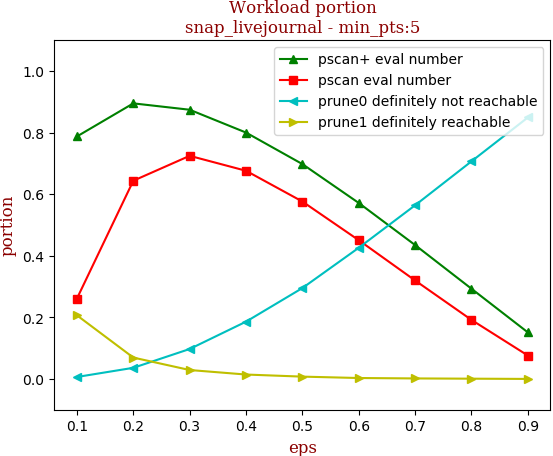 Workload portion
snap_livejournal - min_pts:5
pscan+ eval number
pscan eval number
prune0 definitely not reachable
prune1 definitely reachable
portion
1.0
0.8
0.6
0.4
0.2
0.0
0.1 0.2 0.3 0.4 0.5 0.6 0.7 0.8 0.9
eps